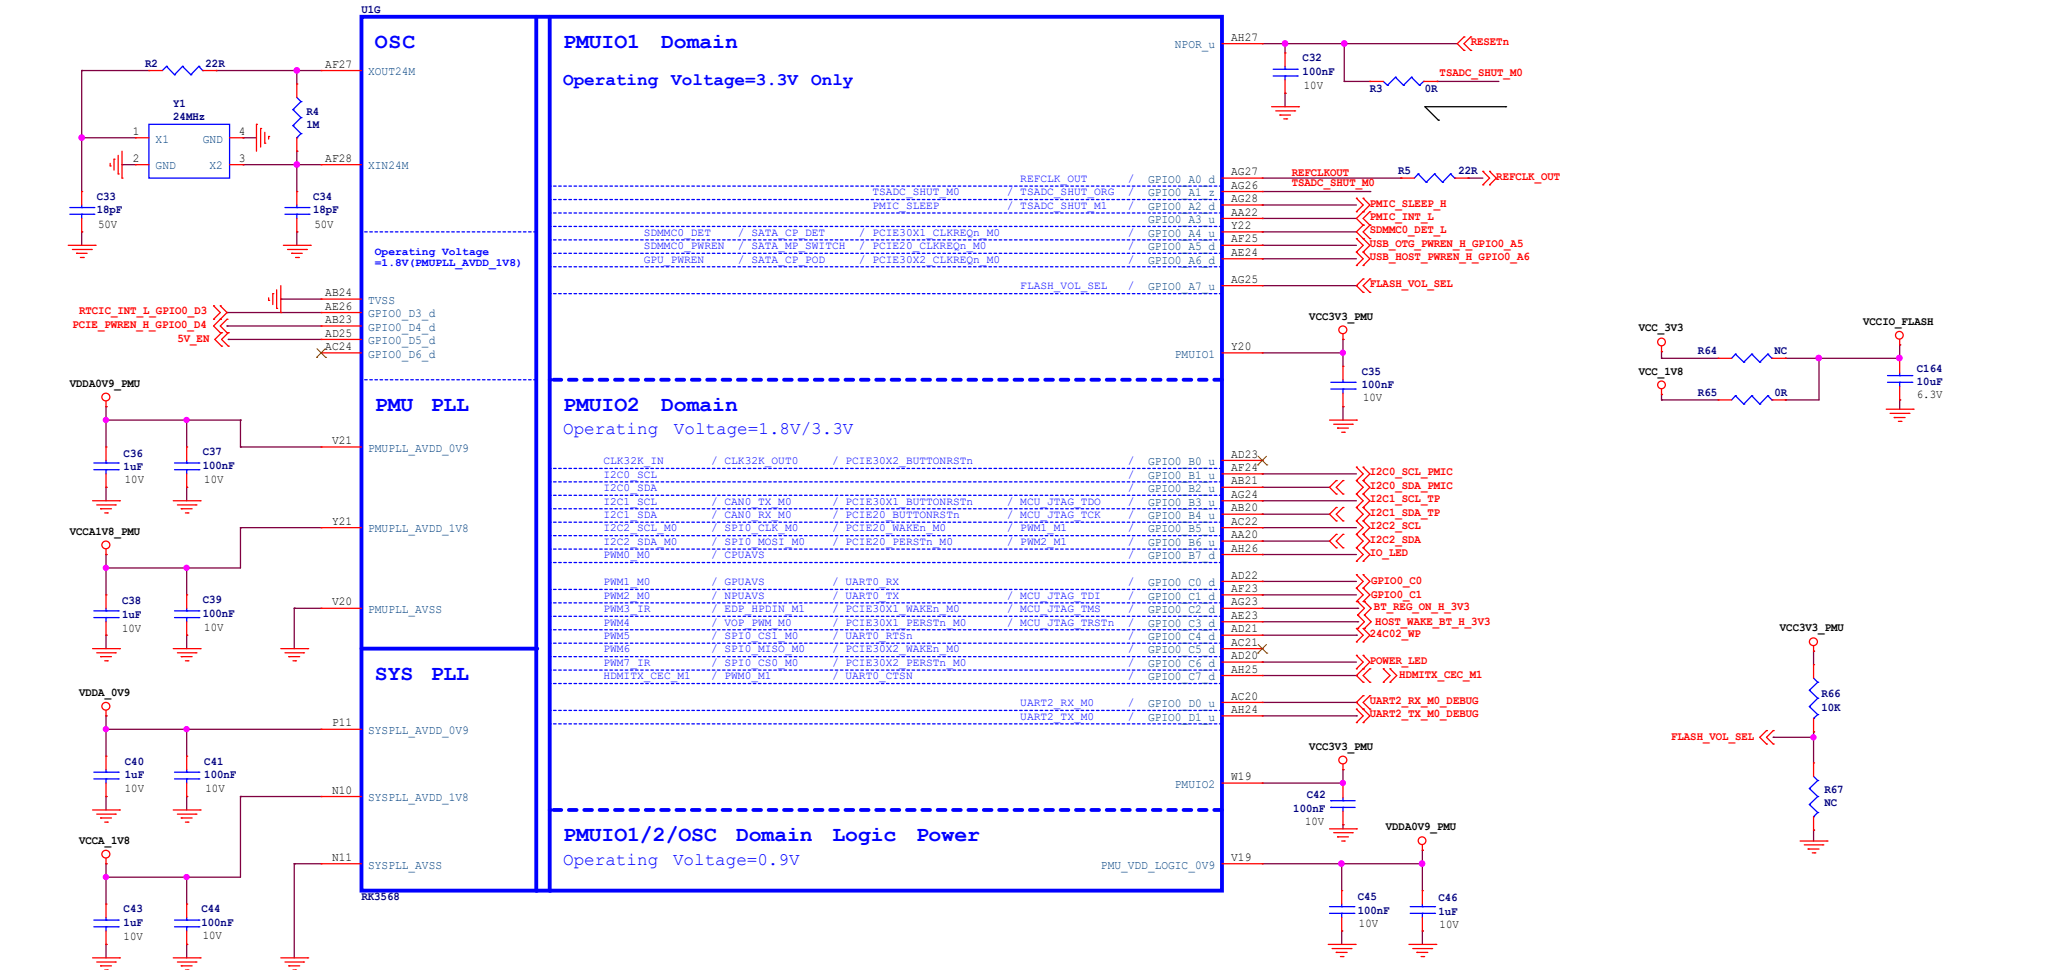 U1G
OSC
PMUIO1 Domain
Operating Voltage=3.3V Only
R2 22R
AF27 XOUT24M
Y1
24MHz
R4
1M
1 X1 GND 4
2 GND X2 3
AF28 XIN24M
C33
18pF
50V
C34
18pF
50V
Operating Voltage
=1.8V(PMUPLL_AVDD_1V8)
AB24 TVSS
RTCIC_INT_L_GPIO0_D3 AE26 GPIO0_D3_d
PCIE_PWREN_H_GPIO0_D4 AB23 GPIO0_D4_d
5V_EN AD25 GPIO0_D5_d
AC24 GPIO0_D6_d
VDDA0V9_PMU
PMU PLL
V21 PMUPLL_AVDD_0V9
C36
1uF
10V
C37
100nF
10V
VCCA1V8_PMU
Y21 PMUPLL_AVDD_1V8
C38
1uF
10V
C39
100nF
10V
V20 PMUPLL_AVSS
SYS PLL
VDDA_0V9
P11 SYSPLL_AVDD_0V9
C40
1uF
10V
C41
100nF
10V
N10 SYSPLL_AVDD_1V8
VCCA_1V8
N11 SYSPLL_AVSS
C43
1uF
10V
C44
100nF
10V
RK3568
NPOR_u AH27 RESETn
C32
100nF
10V
TSADC_SHUT_M0
R3 0R
REFCLK_OUT / GPIO0_A0_d AG27 REFCLKOUT R5 22R REFCLK_OUT
TSADC_SHUT_M0 / TSADC_SHUT_ORG / GPIO0_A1_z AG26 TSADC_SHUT_M0
PMIC_SLEEP / TSADC_SHUT_M1 / GPIO0_A2_d AG28 PMIC_SLEEP_H
GPIO0_A3_u AA22 PMIC_INT_L
SDMMC0_DET / SATA_CP_DET / PCIE30X1_CLKREQn_M0 / GPIO0_A4_u Y22 SDMMC0_DET_L
SDMMC0_PWREN / SATA_MP_SWITCH / PCIE20_CLKREQn_M0 / GPIO0_A5_d AF25 USB_OTG_PWREN_H_GPIO0_A5
GPU_PWREN / SATA_CP_POD / PCIE30X2_CLKREQn_M0 / GPIO0_A6_d AE24 USB_HOST_PWREN_H_GPIO0_A6
FLASH_VOL_SEL / GPIO0_A7_u AG25 FLASH_VOL_SEL
VCC3V3_PMU
PMUIO1 Y20
C35
100nF
10V
PMUIO2 Domain
Operating Voltage=1.8V/3.3V
CLK32K_IN / CLK32K_OUT0 / PCIE30X2_BUTTONRSTn / GPIO0_B0_u AD23
I2C0_SCL / GPIO0_B1_u AF24 I2C0_SCL_PMIC
I2C0_SDA / GPIO0_B2_u AB21 I2C0_SDA_PMIC
I2C1_SCL / CAN0_TX_M0 / PCIE30X1_BUTTONRSTn / MCU_JTAG_TDO / GPIO0_B3_u AG24 I2C1_SCL_TP
I2C1_SDA / CAN0_RX_M0 / PCIE20_BUTTONRSTn / MCU_JTAG_TCK / GPIO0_B4_u AB20 I2C1_SDA_TP
I2C2_SCL_M0 / SPI0_CLK_M0 / PCIE20_WAKEn_M0 / PWM1_M1 / GPIO0_B5_u AC22 I2C2_SCL
I2C2_SDA_M0 / SPI0_MOSI_M0 / PCIE20_PERSTn_M0 / PWM2_M1 / GPIO0_B6_u AA20 I2C2_SDA
PWM0_M0 / CPUAVS / GPIO0_B7_d AH26 IO_LED
PWM1_M0 / GPUAVS / UART0_RX / GPIO0_C0_d AD22 GPIO0_C0
PWM2_M0 / NPUAVS / UART0_TX / MCU_JTAG_TDI / GPIO0_C1_d AF23 GPIO0_C1
PWM3_IR / EDP_HPDIN_M1 / PCIE30X1_WAKEn_M0 / MCU_JTAG_TMS / GPIO0_C2_d AG23 BT_REG_ON_H_3V3
PWM4 / VOP_PWM_M0 / PCIE30X1_PERSTn_M0 / MCU_JTAG_TRSTn / GPIO0_C3_d AE23 HOST_WAKE_BT_H_3V3
PWM5 / SPI0_CS1_M0 / UART0_RTSn / GPIO0_C4_d AD21 24C02_WP
PWM6 / SPI0_MISO_M0 / PCIE30X2_WAKEn_M0 / GPIO0_C5_d AC21
PWM7_IR / SPI0_CS0_M0 / PCIE30X2_PERSTn_M0 / GPIO0_C6_d AD20 POWER_LED
HDMITX_CEC_M1 / PWM0_M1 / UART0_CTSN / GPIO0_C7_d AH25 HDMITX_CEC_M1
UART2_RX_M0 / GPIO0_D0_u AC20 UART2_RX_M0_DEBUG
UART2_TX_M0 / GPIO0_D1_u AH24 UART2_TX_M0_DEBUG
VCC3V3_PMU
PMUIO2 W19
C42
100nF
10V
PMUIO1/2/OSC Domain Logic Power
Operating Voltage=0.9V
VDDA0V9_PMU
PMU_VDD_LOGIC_0V9 V19
C45
100nF
10V
C46
1uF
10V
VCC_3V3
R64 NC
VCC_1V8
R65 0R
VCCIO_FLASH
C164
10uF
6.3V
VCC3V3_PMU
R66
10K
FLASH_VOL_SEL
R67
NC